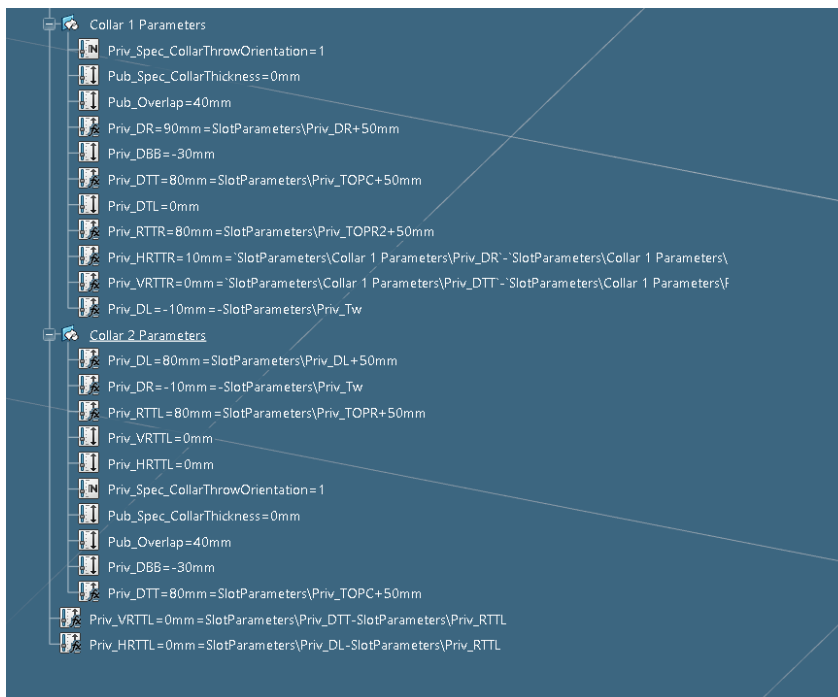 Collar 1 Parameters
Priv_Spec_CollarThrowOrientation=1
Pub_Spec_CollarThickness=0mm
Pub_Overlap=40mm
Priv_DR=90mm=SlotParameters\Priv_DR+50mm
Priv_DBB=-30mm
Priv_DTT=80mm=SlotParameters\Priv_TOPC+50mm
Priv_DTL=0mm
Priv_RTTR=80mm=SlotParameters\Priv_TOPR2+50mm
Priv_HRTTR=10mm=`SlotParameters\Collar 1 Parameters\Priv_DR`-`SlotParameters\Collar 1 Parameters\
Priv_VRTTR=0mm=`SlotParameters\Collar 1 Parameters\Priv_DTT`-`SlotParameters\Collar 1 Parameters\
Priv_DL=-10mm=-SlotParameters\Priv_Tw
Collar 2 Parameters
Priv_DL=80mm=SlotParameters\Priv_DL+50mm
Priv_DR=-10mm=-SlotParameters\Priv_Tw
Priv_RTTL=80mm=SlotParameters\Priv_TOPR+50mm
Priv_VRTTL=0mm
Priv_HRTTL=0mm
Priv_Spec_CollarThrowOrientation=1
Pub_Spec_CollarThickness=0mm
Pub_Overlap=40mm
Priv_DBB=-30mm
Priv_DTT=80mm=SlotParameters\Priv_TOPC+50mm
Priv_VRTTL=0mm=SlotParameters\Priv_DTT-SlotParameters\Priv_RTTL
Priv_HRTTL=0mm=SlotParameters\Priv_DL-SlotParameters\Priv_RTTL